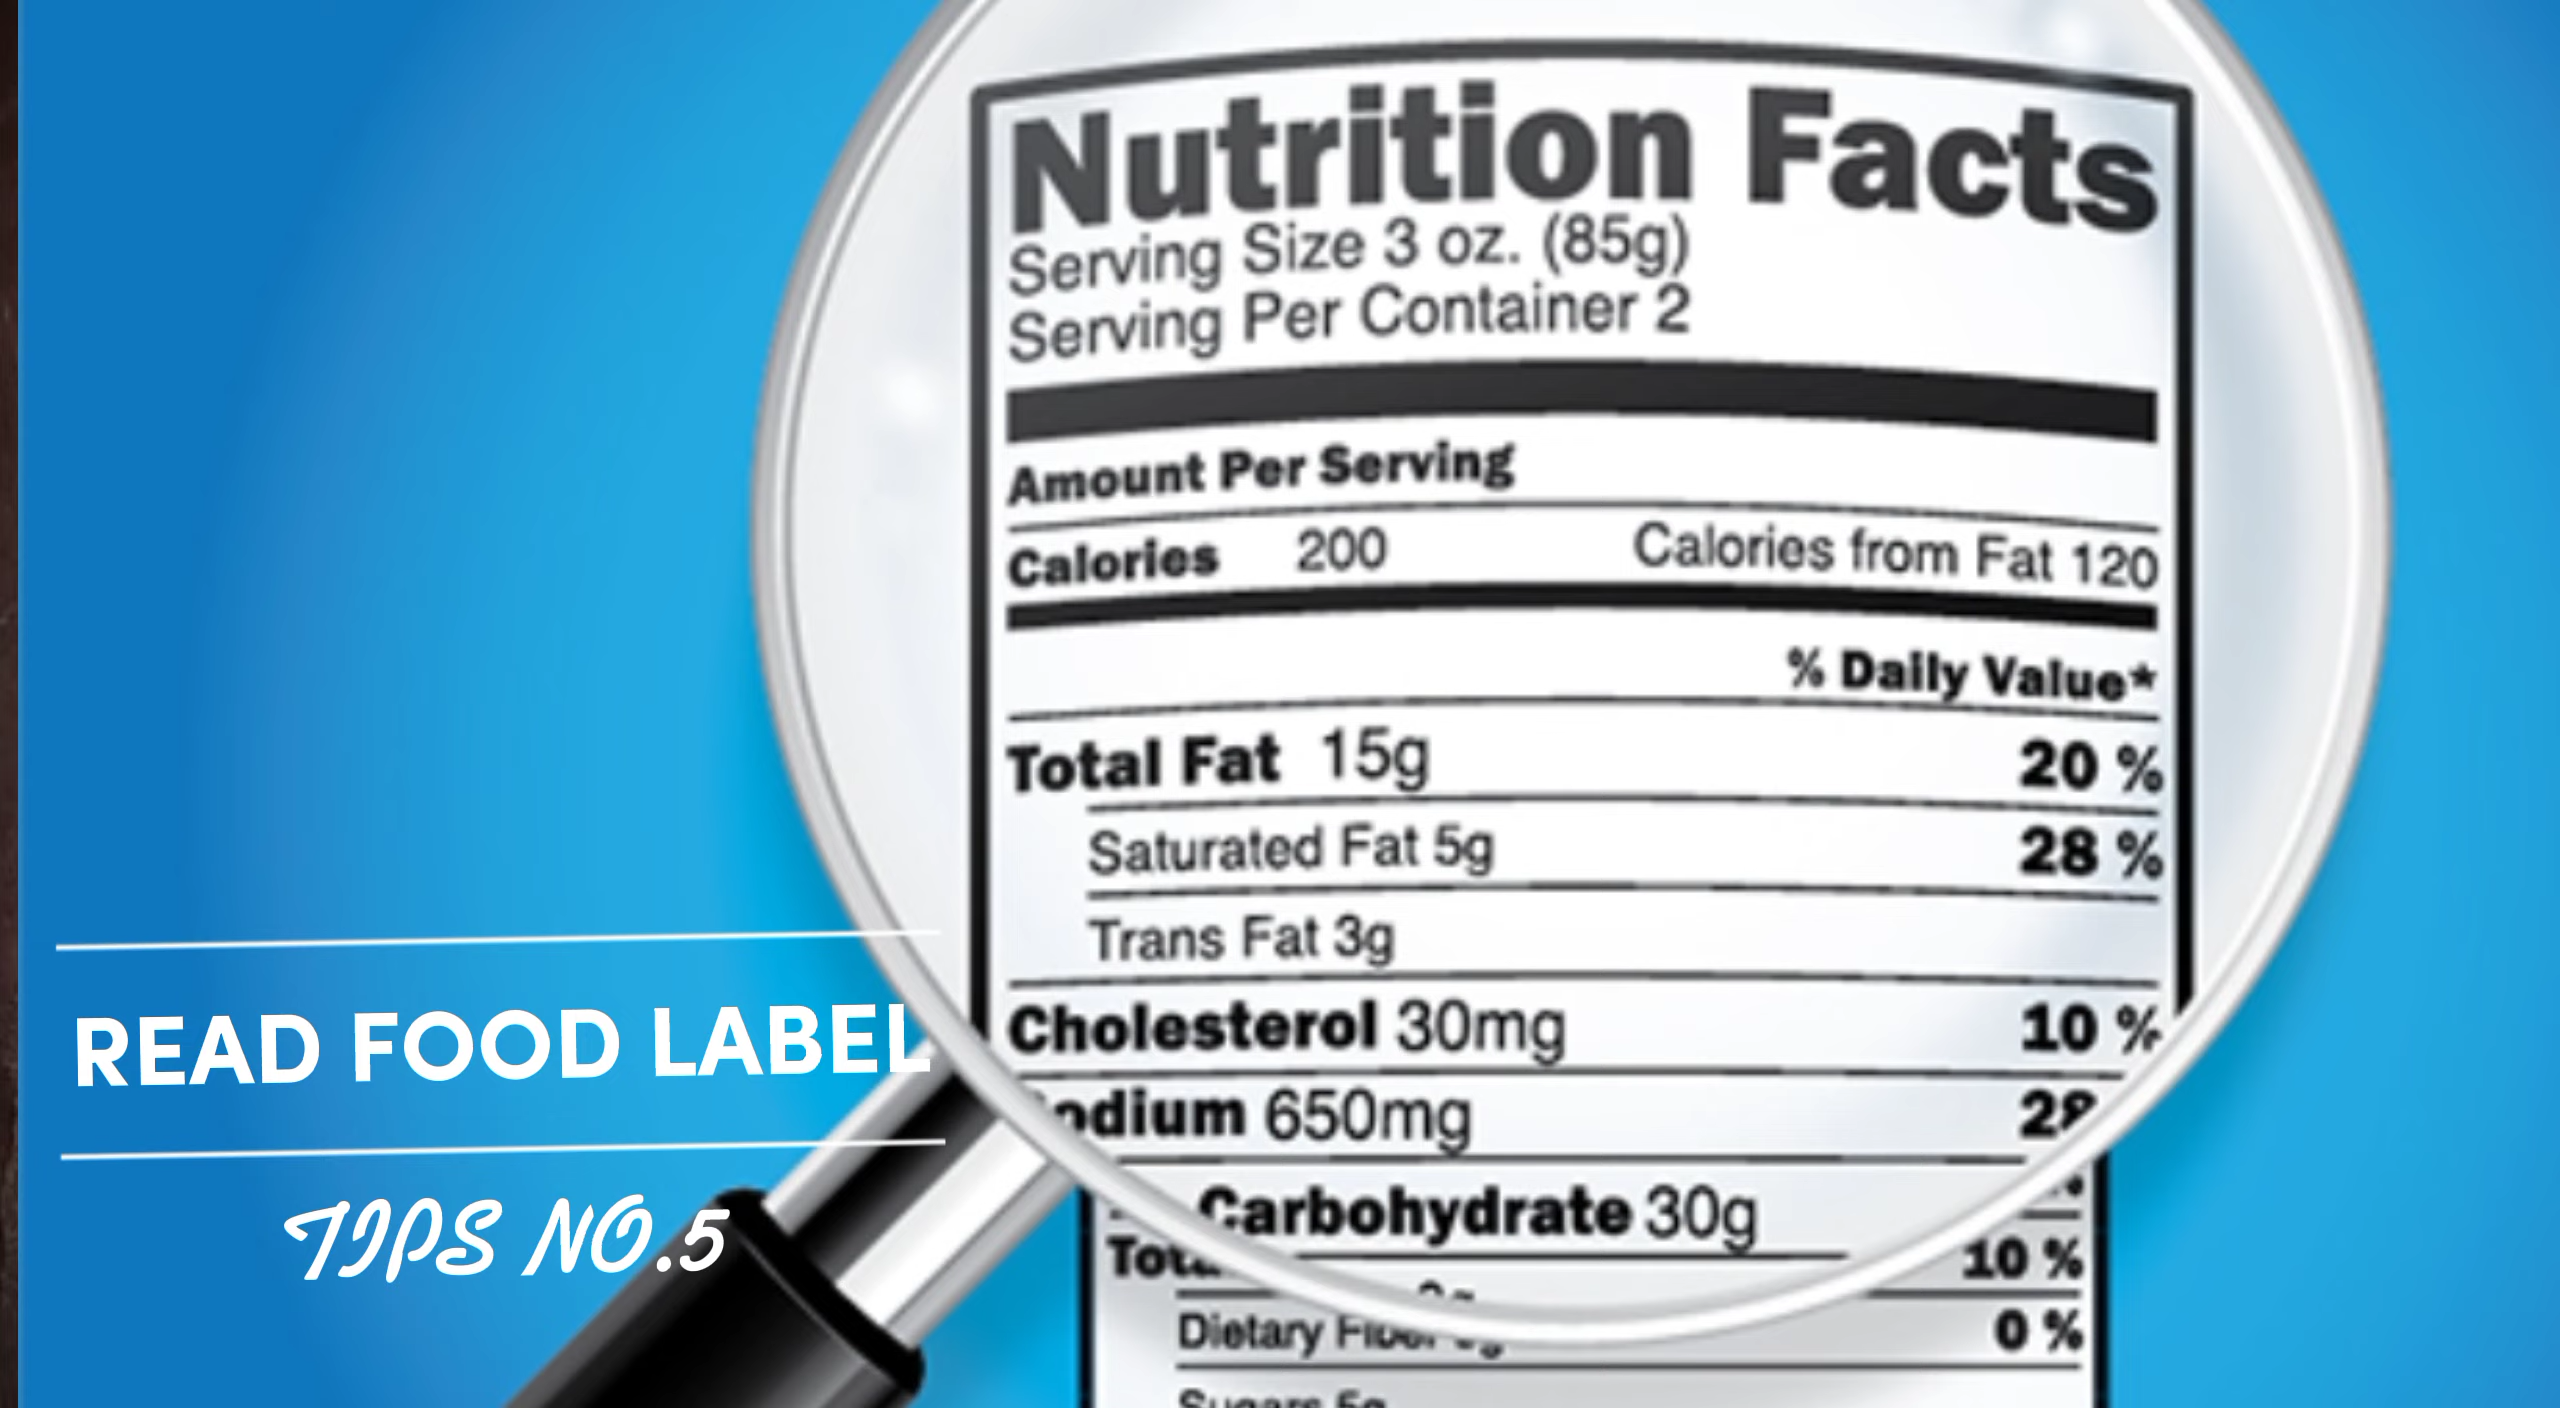 Nutrition Facts
Serving Size 3 oz. (85g)
Serving Per Container 2
Amount Per Serving
Calories 200 Calories from Fat 120
% Daily Value*
Total Fat 15g 20 %
Saturated Fat 5g 28 %
Trans Fat 3g
Cholesterol 30mg 10 %
650mg
Carbohydrate 30g
10 %
Dietary 0 %
READ FOOD LABEL
TIPS NO.5